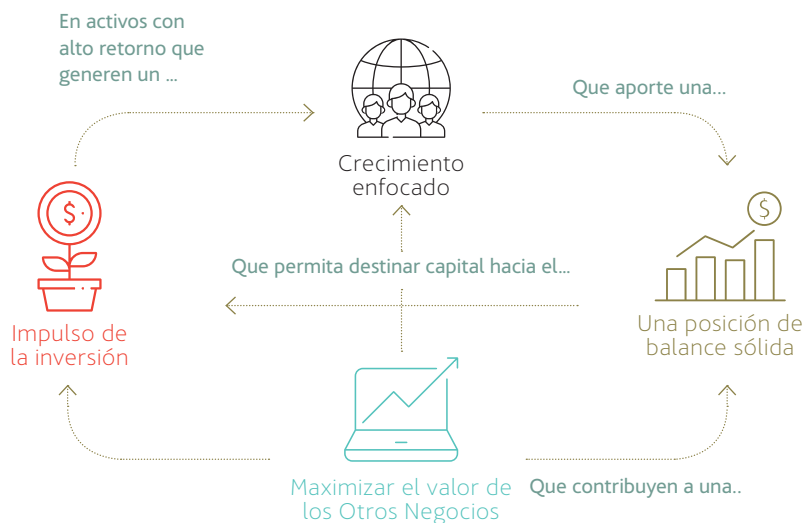 En activos con
alto retorno que
generen un ...
Que aporte una...
Crecimiento
enfocado
$
$
Que permita destinar capital hacia el...
Impulso de
la inversión
Una posición de
balance sólida
Maximizar el valor de
los Otros Negocios
Que contribuyen a una..